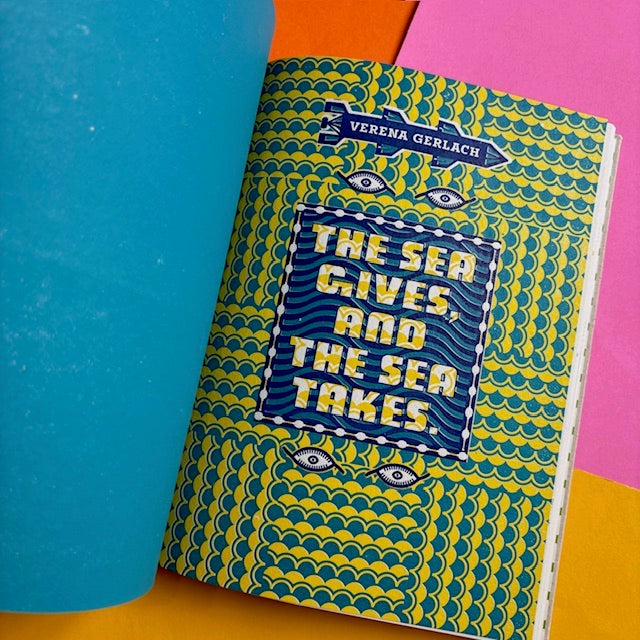 VERENA GERLACH
THE SEA
GIVES,
AND
THE SEA
TAKES.